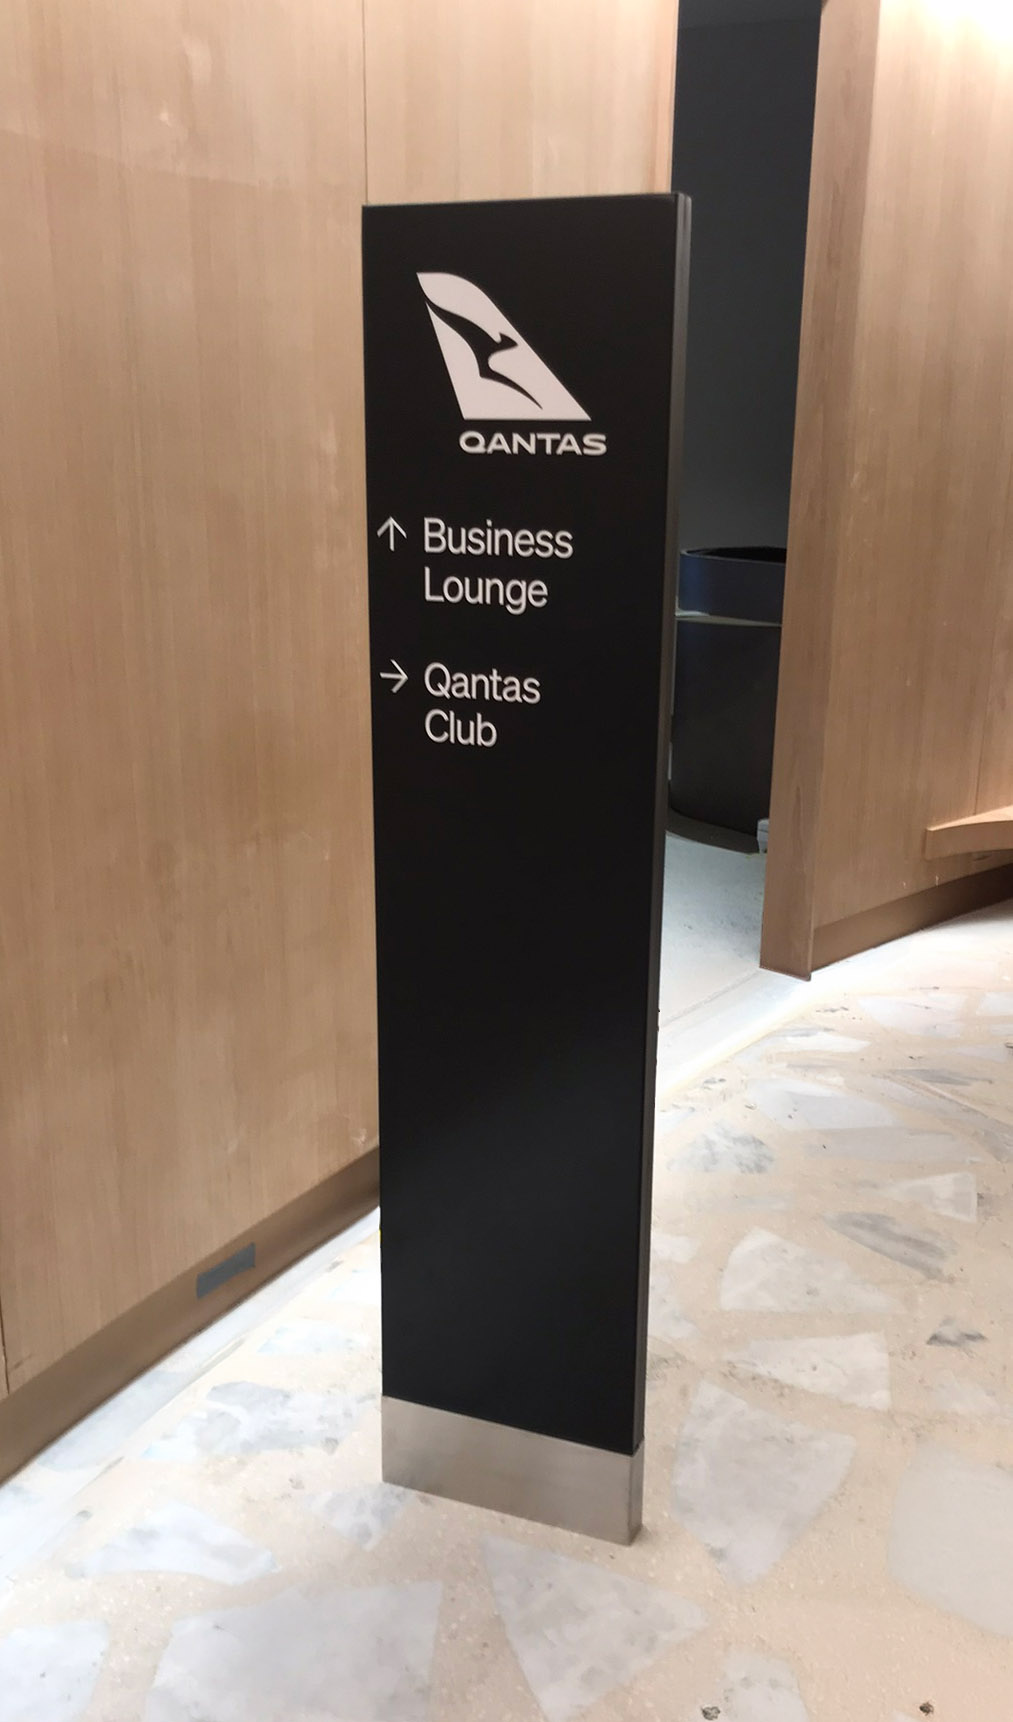 QANTAS
↑ Business
Lounge
→ Qantas
Club